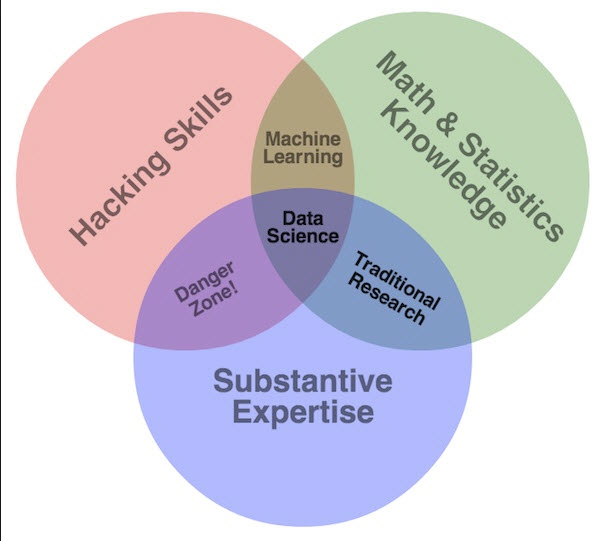 Hacking Skills
Math & Statistics
Knowledge
Machine
Learning
Data
Science
Danger
Zone!
Traditional
Research
Substantive
Expertise